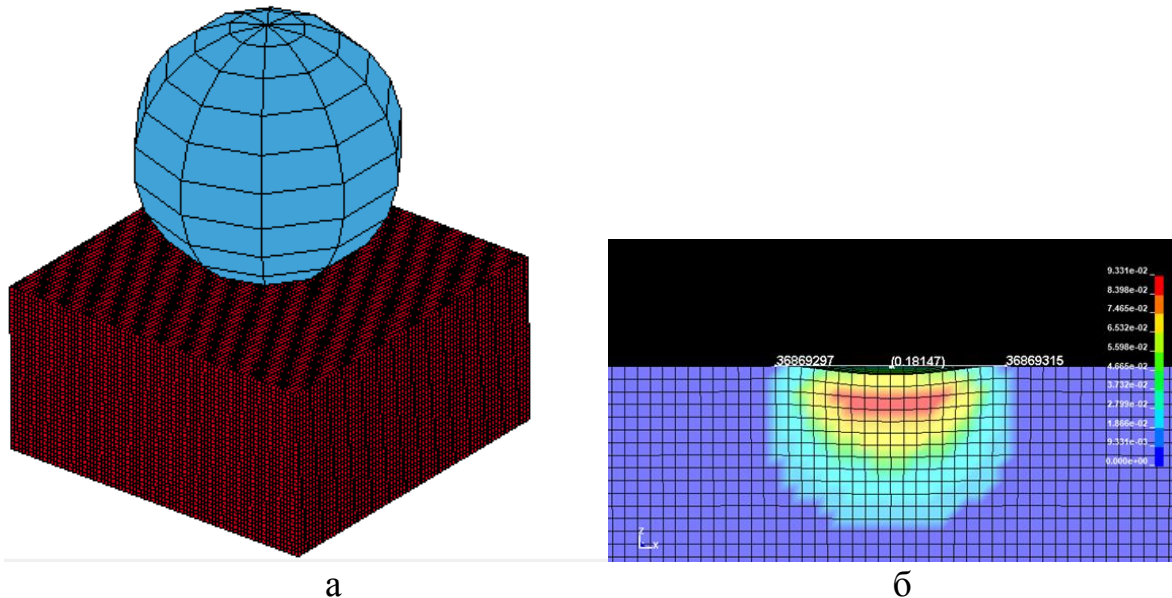 36869297 (0.18147) 36869315
9.331e-02
8.398e-02
7.465e-02
6.532e-02
5.598e-02
4.665e-02
3.732e-02
2.799e-02
1.866e-02
9.331e-03
0.000e+00
Z
X
а
б